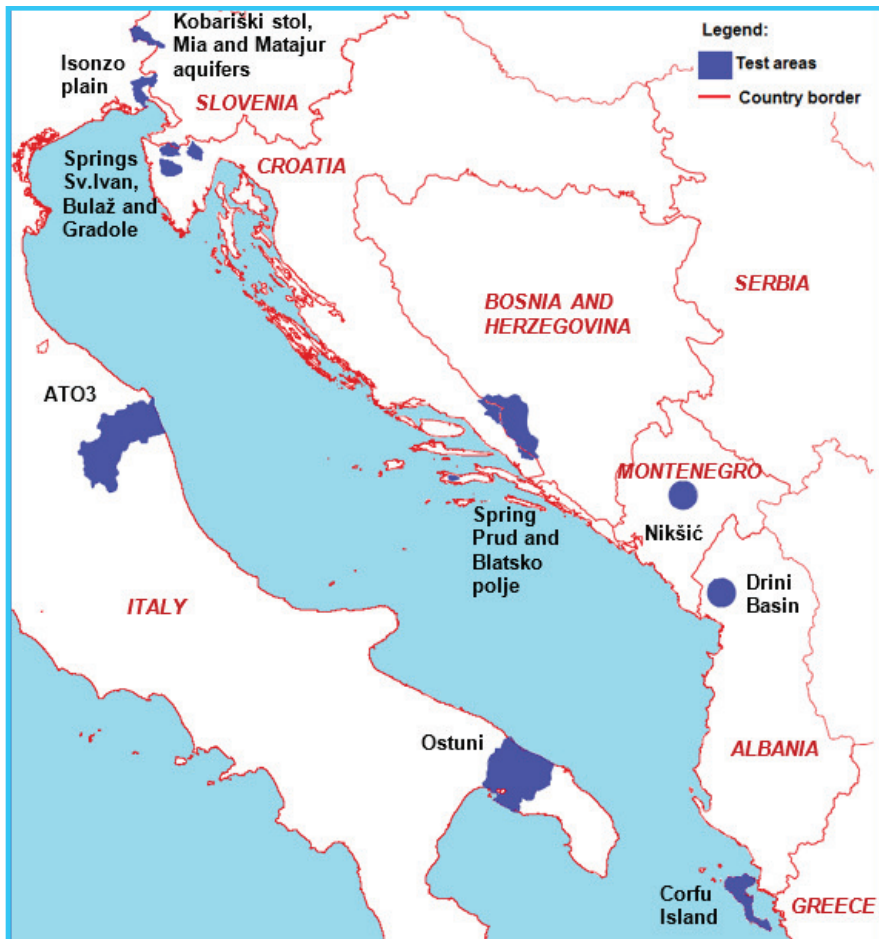 Kobariški stol,
Mia and Matajur
aquifers
Legend:
Test areas
Country border
Isonzo
plain
SLOVENIA
CROATIA
Springs
Sv.Ivan,
Bulaž and
Gradole
SERBIA
BOSNIA AND
HERZEGOVINA
ATO3
MONTENEGRO
Nikšić
Spring
Prud and
Blatsko
polje
Drini
Basin
ITALY
Ostuni
ALBANIA
Corfu
Island
GREECE